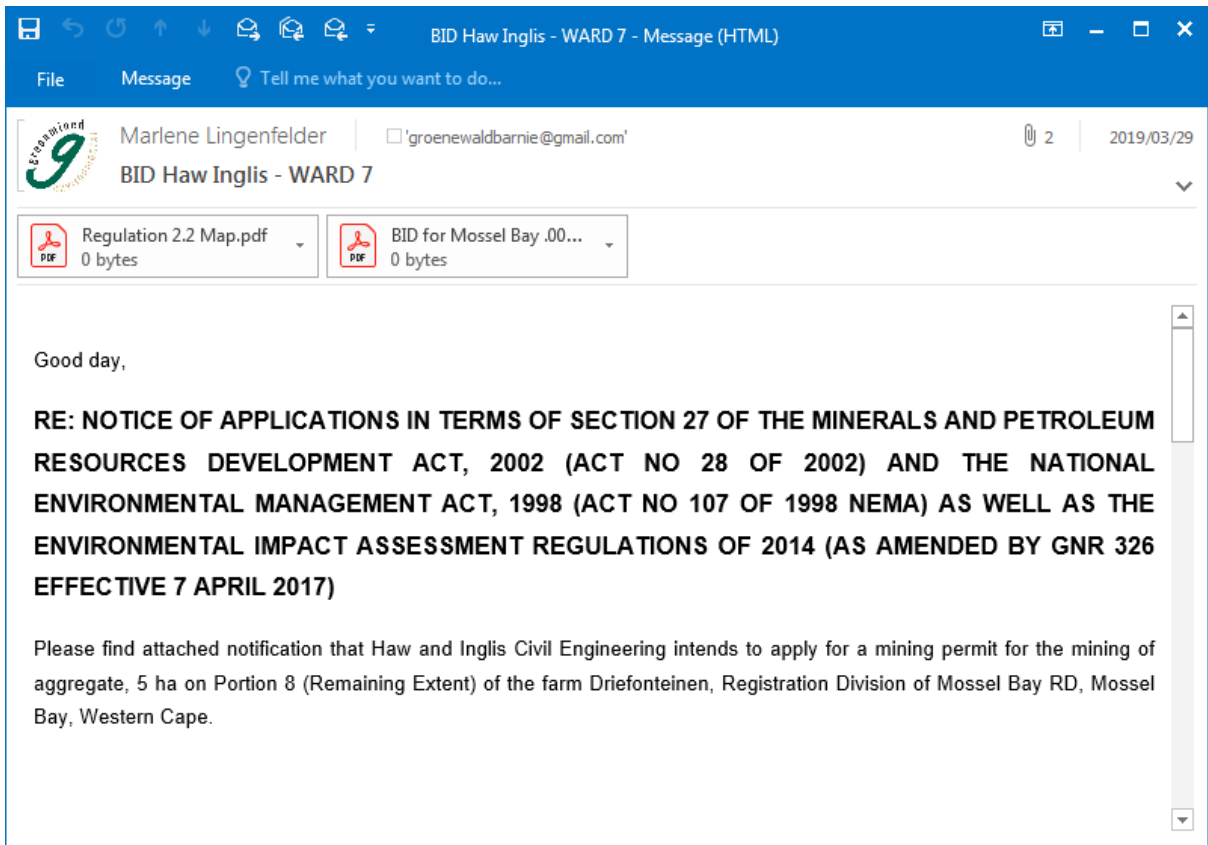 BID Haw Inglis - WARD 7 - Message (HTML)
File Message Tell me what you want to do...
Marlene Lingenfelder 'groenewaldbarnie@gmail.com' 2 2019/03/29
BID Haw Inglis - WARD 7
Regulation 2.2 Map.pdf
0 bytes
BID for Mossel Bay .00...
0 bytes
Good day,
RE: NOTICE OF APPLICATIONS IN TERMS OF SECTION 27 OF THE MINERALS AND PETROLEUM
RESOURCES DEVELOPMENT ACT, 2002 (ACT NO 28 OF 2002) AND THE NATIONAL
ENVIRONMENTAL MANAGEMENT ACT, 1998 (ACT NO 107 OF 1998 NEMA) AS WELL AS THE
ENVIRONMENTAL IMPACT ASSESSMENT REGULATIONS OF 2014 (AS AMENDED BY GNR 326
EFFECTIVE 7 APRIL 2017)
Please find attached notification that Haw and Inglis Civil Engineering intends to apply for a mining permit for the mining of
aggregate, 5 ha on Portion 8 (Remaining Extent) of the farm Driefonteinen, Registration Division of Mossel Bay RD, Mossel
Bay, Western Cape.